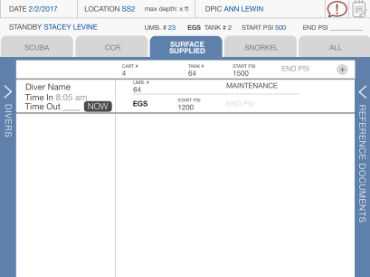 DATE 2/2/2017 LOCATION SS2 max depth: x ft DPIC ANN LEWIN
STANDBY STACEY LEVINE UMB. # 23 EGS TANK # 2 START PSI 500 END PSI ________
SCUBA CCR SURFACE SUPPLIED SNORKEL ALL
CART # TANK # START PSI END PSI +
4 64 1500
Diver Name UMB. # MAINTENANCE
64
Time In 8:05 am EGS START PSI END PSI
1200
Time Out ____ NOW
DIVERS
REFERENCE DOCUMENTS